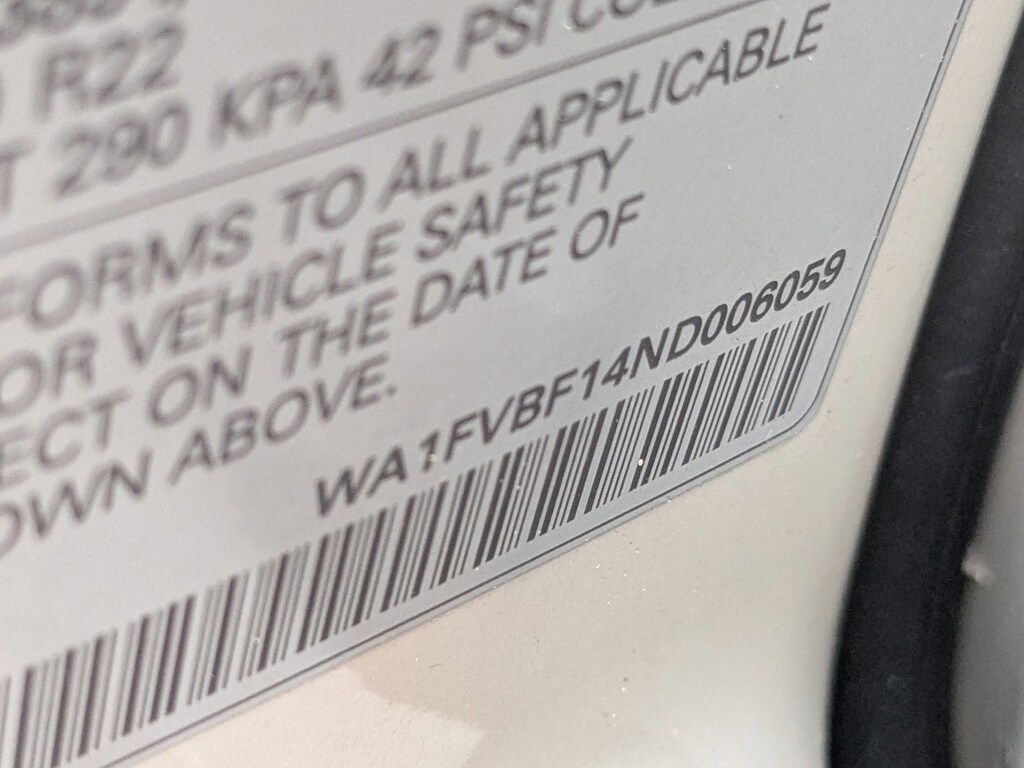 R22
290 KPA 42 PSI
FORMS TO ALL APPLICABLE
OR VEHICLE SAFETY
ECT ON THE DATE OF
OWN ABOVE.
WA1FVBF14ND006059